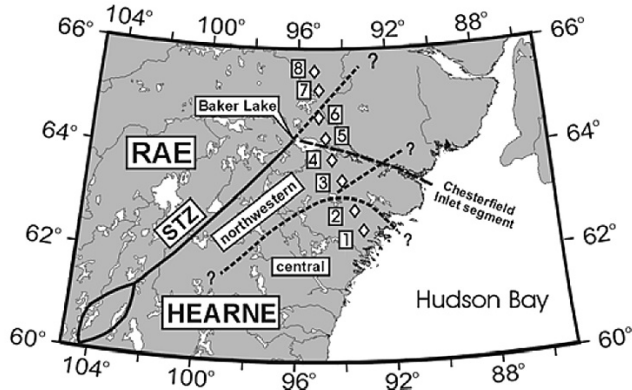 104° 100° 96° 92° 88°
66° 66°
8
7
?
Baker Lake
6
5
64° 64°
RAE
4
?
3
Chesterfield
Inlet segment
STZ
northwestern
2
1
62° 62°
?
?
central
HEARNE
Hudson Bay
60° 60°
104° 100° 96° 92° 88°